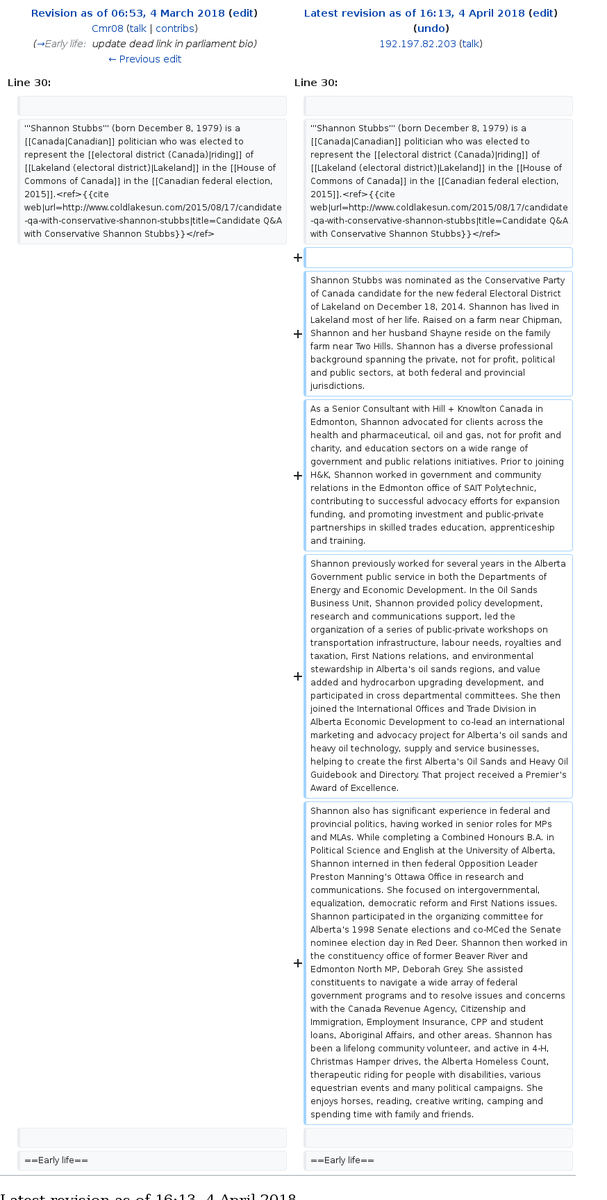 Revision as of 06:53, 4 March 2018 (edit)
Cmr08 (talk | contribs)
(→Early life: update dead link in parliament bio)
← Previous edit
Latest revision as of 16:13, 4 April 2018 (edit)
(undo)
192.197.82.203 (talk)
Line 30:
Line 30:
'''Shannon Stubbs''' (born December 8, 1979) is a
[[Canada|Canadian]] politician who was elected to
represent the [[electoral district (Canada)|riding]] of
[[Lakeland (electoral district)|Lakeland]] in the [[House of
Commons of Canada]] in the [[Canadian federal election,
2015]].<ref>{{cite
web|url=http://www.coldlakesun.com/2015/08/17/candidate
-qa-with-conservative-shannon-stubbs|title=Candidate Q&A
with Conservative Shannon Stubbs}}</ref>
'''Shannon Stubbs''' (born December 8, 1979) is a
[[Canada|Canadian]] politician who was elected to
represent the [[electoral district (Canada)|riding]] of
[[Lakeland (electoral district)|Lakeland]] in the [[House of
Commons of Canada]] in the [[Canadian federal election,
2015]].<ref>{{cite
web|url=http://www.coldlakesun.com/2015/08/17/candidate
-qa-with-conservative-shannon-stubbs|title=Candidate Q&A
with Conservative Shannon Stubbs}}</ref>
+
+
Shannon Stubbs was nominated as the Conservative Party
of Canada candidate for the new federal Electoral District
of Lakeland on December 18, 2014. Shannon has lived in
Lakeland most of her life. Raised on a farm near Chipman,
Shannon and her husband Shayne reside on the family
farm near Two Hills. Shannon has a diverse professional
background spanning the private, not for profit, political
and public sectors, at both federal and provincial
jurisdictions.
+
As a Senior Consultant with Hill + Knowlton Canada in
Edmonton, Shannon advocated for clients across the
health and pharmaceutical, oil and gas, not for profit and
charity, and education sectors on a wide range of
government and public relations initiatives. Prior to joining
H&K, Shannon worked in government and community
relations in the Edmonton office of SAIT Polytechnic,
contributing to successful advocacy efforts for expansion
funding, and promoting investment and public-private
partnerships in skilled trades education, apprenticeship
and training.
+
Shannon previously worked for several years in the Alberta
Government public service in both the Departments of
Energy and Economic Development. In the Oil Sands
Business Unit, Shannon provided policy development,
research and communications support, led the
organization of a series of public-private workshops on
transportation infrastructure, labour needs, royalties and
taxation, First Nations relations, and environmental
stewardship in Alberta's oil sands regions, and value
added and hydrocarbon upgrading development, and
participated in cross departmental committees. She then
joined the International Offices and Trade Division in
Alberta Economic Development to co-lead an international
marketing and advocacy project for Alberta's oil sands and
heavy oil technology, supply and service businesses,
helping to create the first Alberta's Oil Sands and Heavy Oil
Guidebook and Directory. That project received a Premier's
Award of Excellence.
+
Shannon also has significant experience in federal and
provincial politics, having worked in senior roles for MPs
and MLAs. While completing a Combined Honours B.A. in
Political Science and English at the University of Alberta,
Shannon interned in then federal Opposition Leader
Preston Manning's Ottawa Office in research and
communications. She focused on intergovernmental,
equalization, democratic reform and First Nations issues.
Shannon participated in the organizing committee for
Alberta's 1998 Senate elections and co-MCed the Senate
nominee election day in Red Deer. Shannon then worked in
the constituency office of former Beaver River and
Edmonton North MP, Deborah Grey. She assisted
constituents to navigate a wide array of federal
government programs and to resolve issues and concerns
with the Canada Revenue Agency, Citizenship and
Immigration, Employment Insurance, CPP and student
loans, Aboriginal Affairs, and other areas. Shannon has
been a lifelong community volunteer, and active in 4-H,
Christmas Hamper drives, the Alberta Homeless Count,
therapeutic riding for people with disabilities, various
equestrian events and many political campaigns. She
enjoys horses, reading, creative writing, camping and
spending time with family and friends.
==Early life==
==Early life==
Latest revision as of 16:13, 4 April 2018